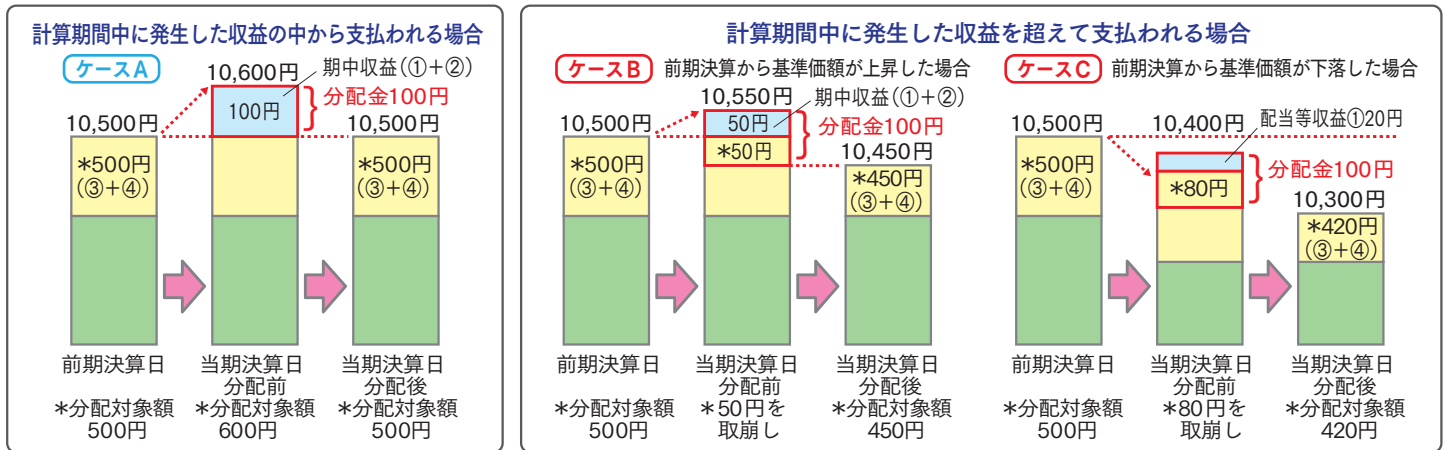 計算期間中に発生した収益の中から支払われる場合
ケースA
10,600円
期中収益(①+②)
100円
分配金100円
10,500円
10,500円
*500円
(③+④)
*500円
(③+④)
前期決算日
当期決算日
分配前
当期決算日
分配後
*分配対象額
500円
*分配対象額
600円
*分配対象額
500円
計算期間中に発生した収益を超えて支払われる場合
ケースB 前期決算から基準価額が上昇した場合
10,550円
期中収益(①+②)
10,500円
50円
分配金100円
*500円
(③+④)
*50円
10,450円
*450円
(③+④)
前期決算日
当期決算日
分配前
当期決算日
分配後
*分配対象額
500円
*50円を
取崩し
*分配対象額
450円
ケースC 前期決算から基準価額が下落した場合
10,500円
10,400円
配当等収益①20円
*500円
(③+④)
*80円
分配金100円
10,300円
*420円
(③+④)
前期決算日
当期決算日
分配前
当期決算日
分配後
*分配対象額
500円
*80円を
取崩し
*分配対象額
420円